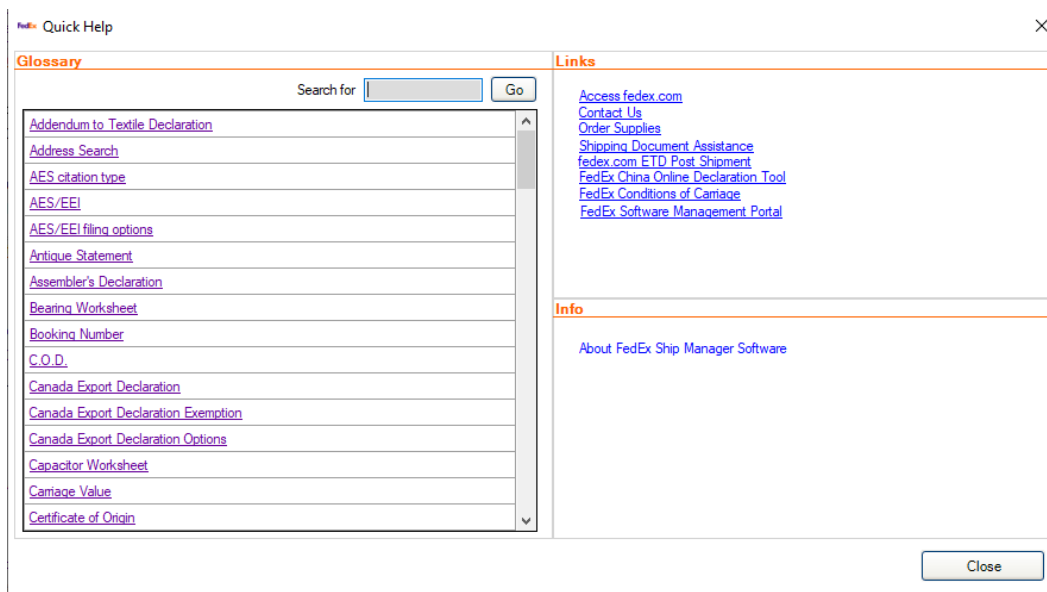 FedEx Quick Help
Glossary
Search for Go
Addendum to Textile Declaration
Address Search
AES citation type
AES/EEI
AES/EEI filing options
Antique Statement
Assembler's Declaration
Bearing Worksheet
Booking Number
C.O.D.
Canada Export Declaration
Canada Export Declaration Exemption
Canada Export Declaration Options
Capacitor Worksheet
Carriage Value
Certificate of Origin
Links
Access fedex.com
Contact Us
Order Supplies
Shipping Document Assistance
fedex.com ETD Post Shipment
FedEx China Online Declaration Tool
FedEx Conditions of Carriage
FedEx Software Management Portal
Info
About FedEx Ship Manager Software
Close